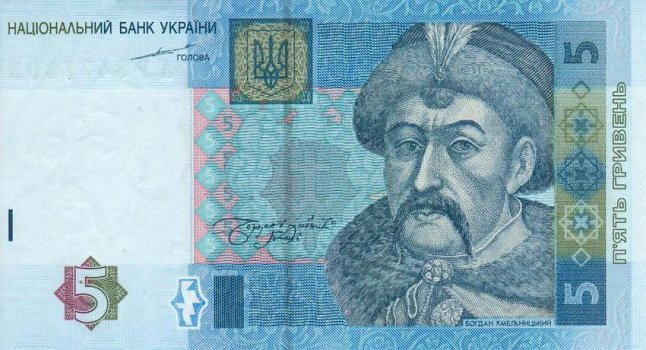 НАЦІОНАЛЬНИЙ БАНК УКРАЇНИ
ГОЛОВА
5
П'ЯТЬ ГРИВЕНЬ
5
5
БОГДАН ХМЕЛЬНИЦЬКИЙ